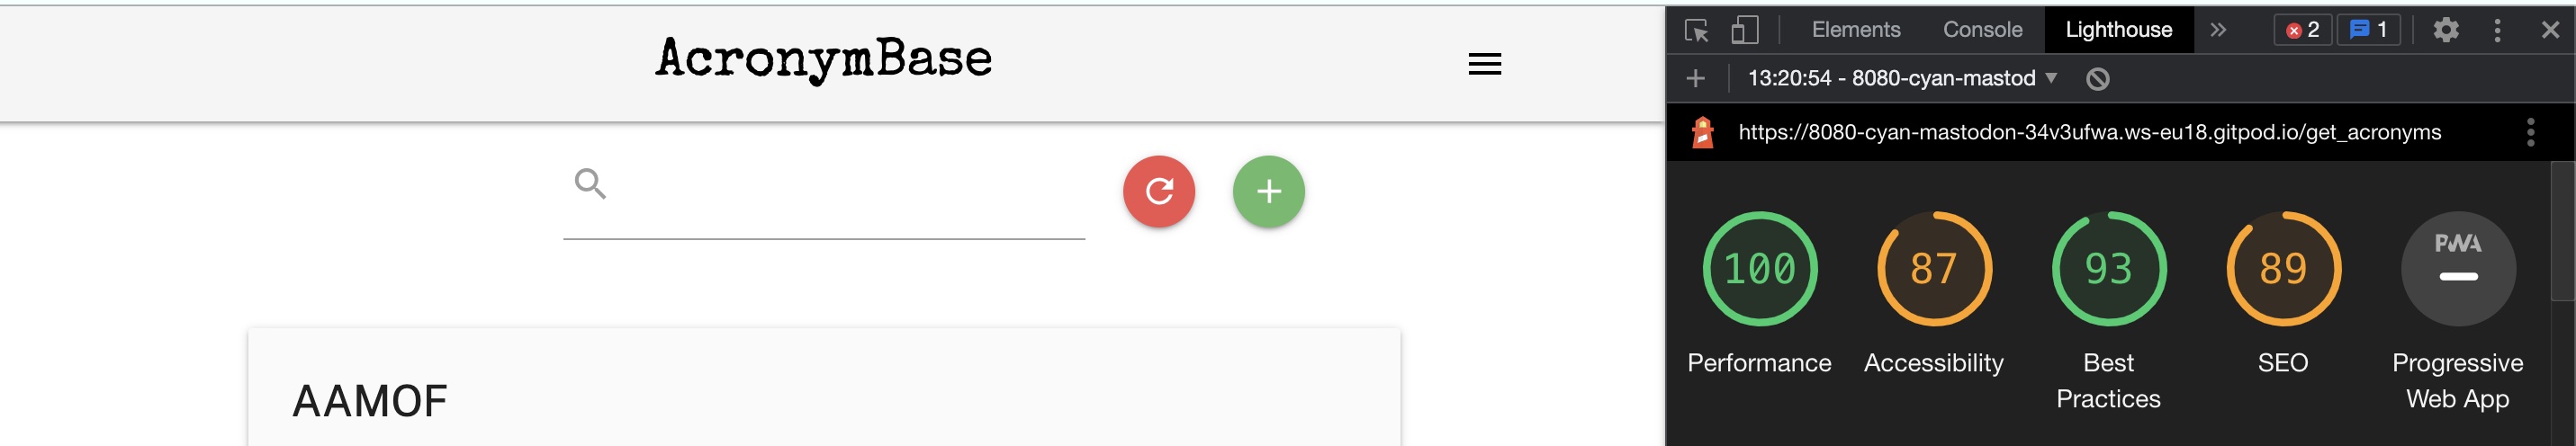 AcronymBase
AAMOF
Elements Console Lighthouse 2 1
13:20:54 - 8080-cyan-mastod
https://8080-cyan-mastodon-34v3ufwa.ws-eu18.gitpod.io/get_acronyms
100 87 93 89 PWA
Performance Accessibility Best Practices SEO Progressive Web App